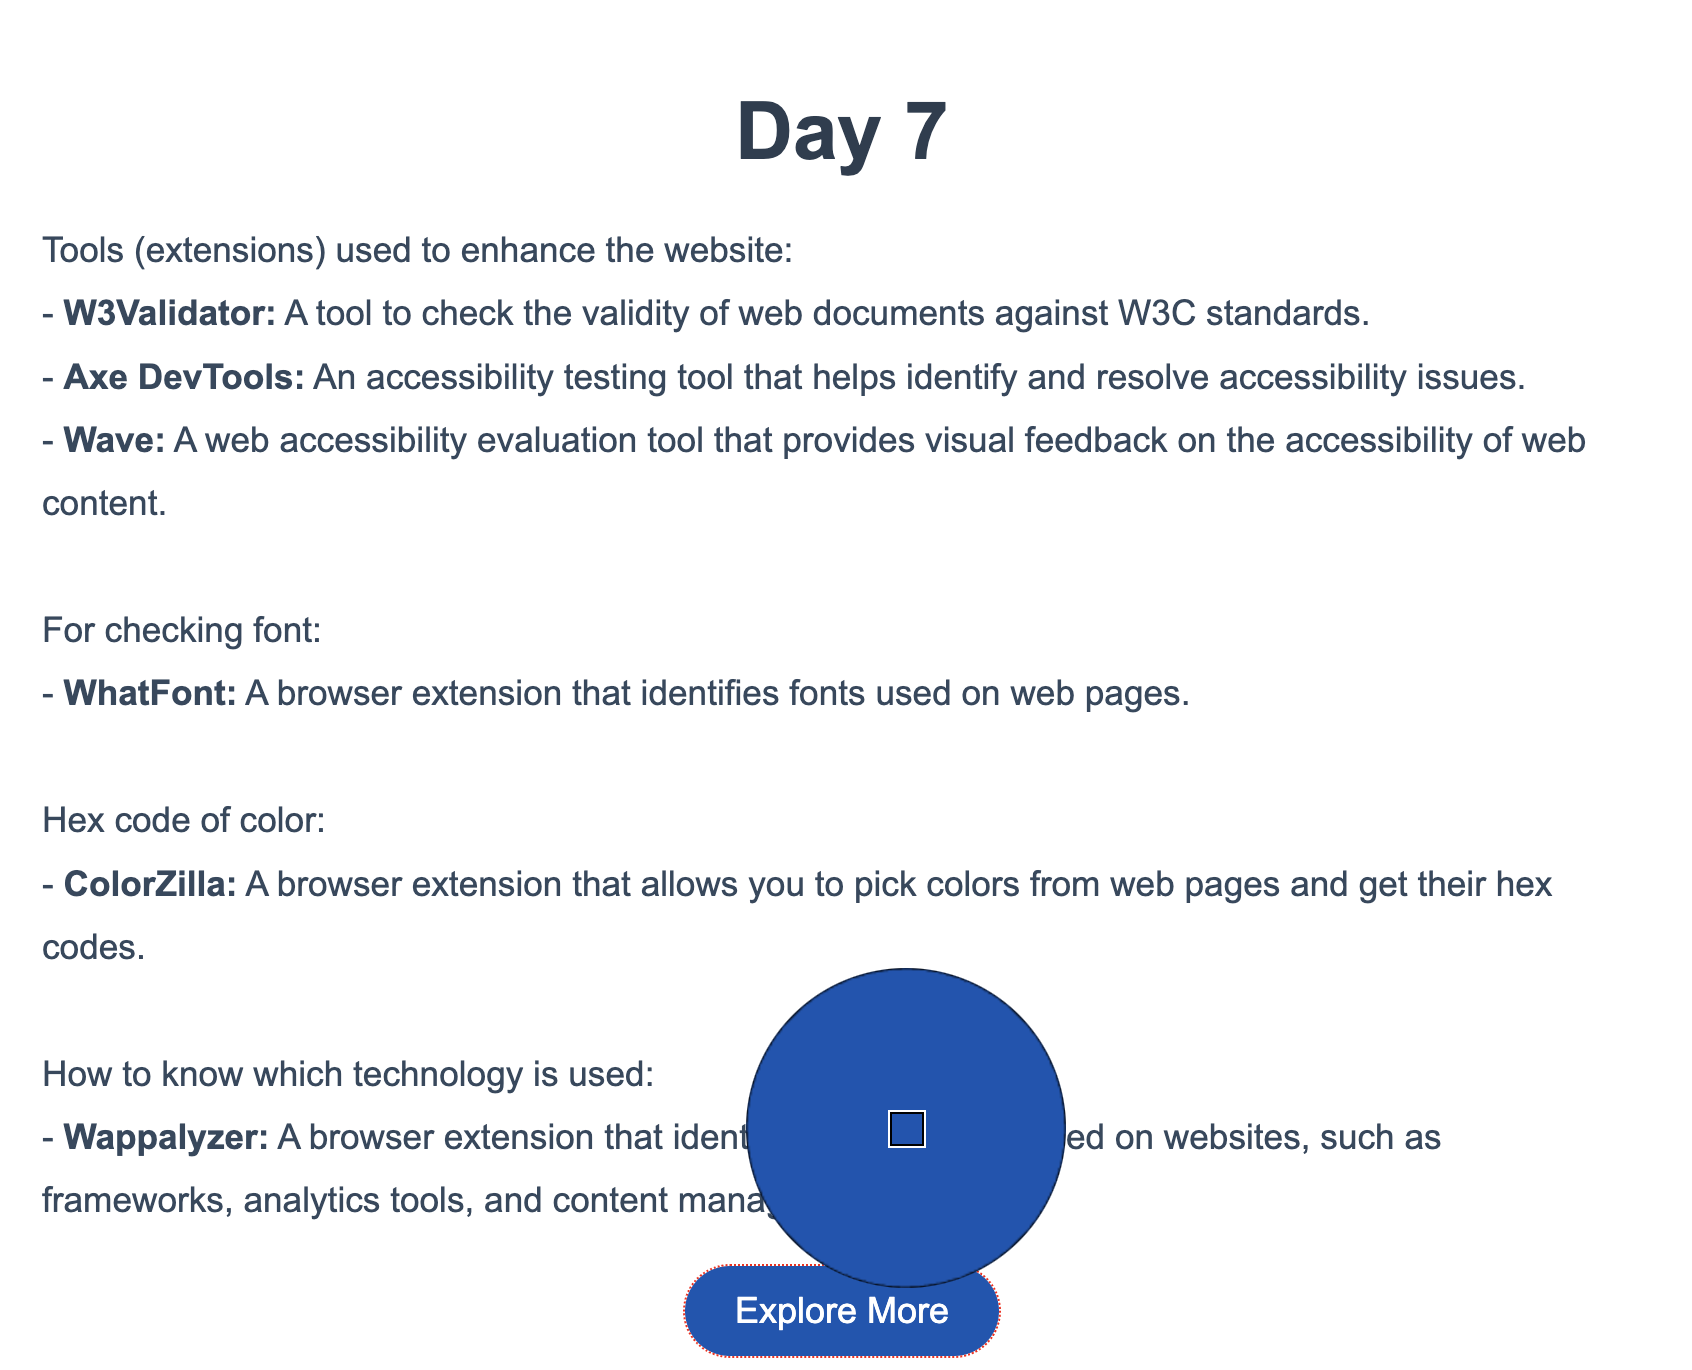 Day 7
Tools (extensions) used to enhance the website:
- W3Validator: A tool to check the validity of web documents against W3C standards.
- Axe DevTools: An accessibility testing tool that helps identify and resolve accessibility issues.
- Wave: A web accessibility evaluation tool that provides visual feedback on the accessibility of web
content.
For checking font:
- WhatFont: A browser extension that identifies fonts used on web pages.
Hex code of color:
- ColorZilla: A browser extension that allows you to pick colors from web pages and get their hex
codes.
How to know which technology is used:
- Wappalyzer: A browser extension that ident ed on websites, such as
frameworks, analytics tools, and content mana
Explore More